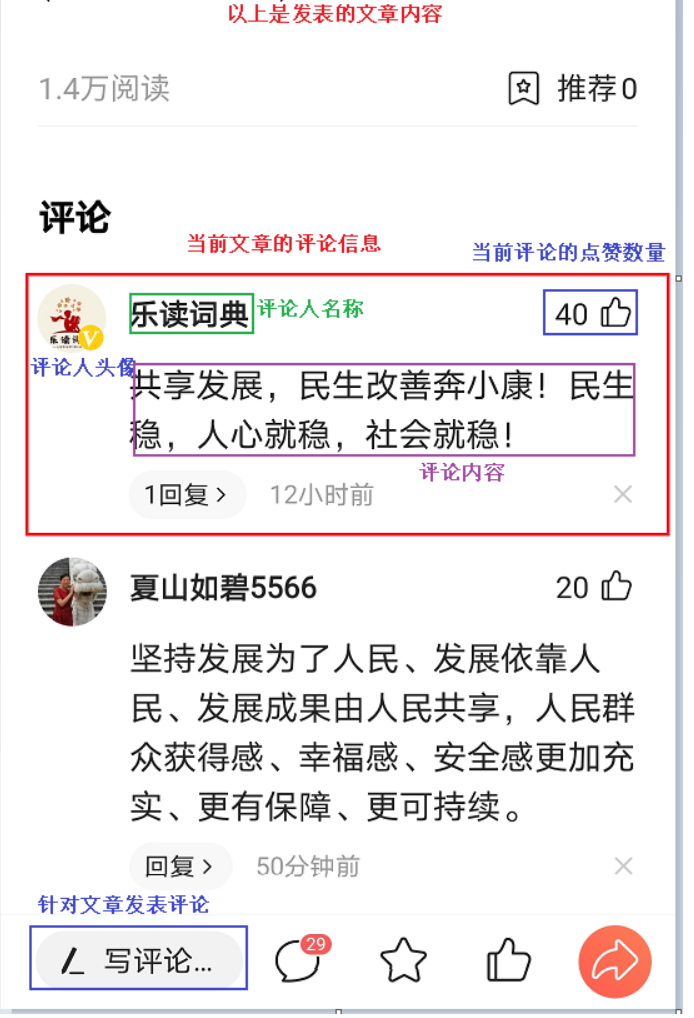 以上是发表的文章内容
1.4万阅读
推荐0
评论
当前文章的评论信息
当前评论的点赞数量
乐读词典
评论人名称
40
评论人头像
共享发展，民生改善奔小康！民生
稳，人心就稳，社会就稳！
评论内容
1回复 >
12小时前
×
夏山如碧5566
20
坚持发展为了人民、发展依靠人
民、发展成果由人民共享，人民群
众获得感、幸福感、安全感更加充
实、更有保障、更可持续。
回复 >
50分钟前
×
针对文章发表评论
写评论...
29